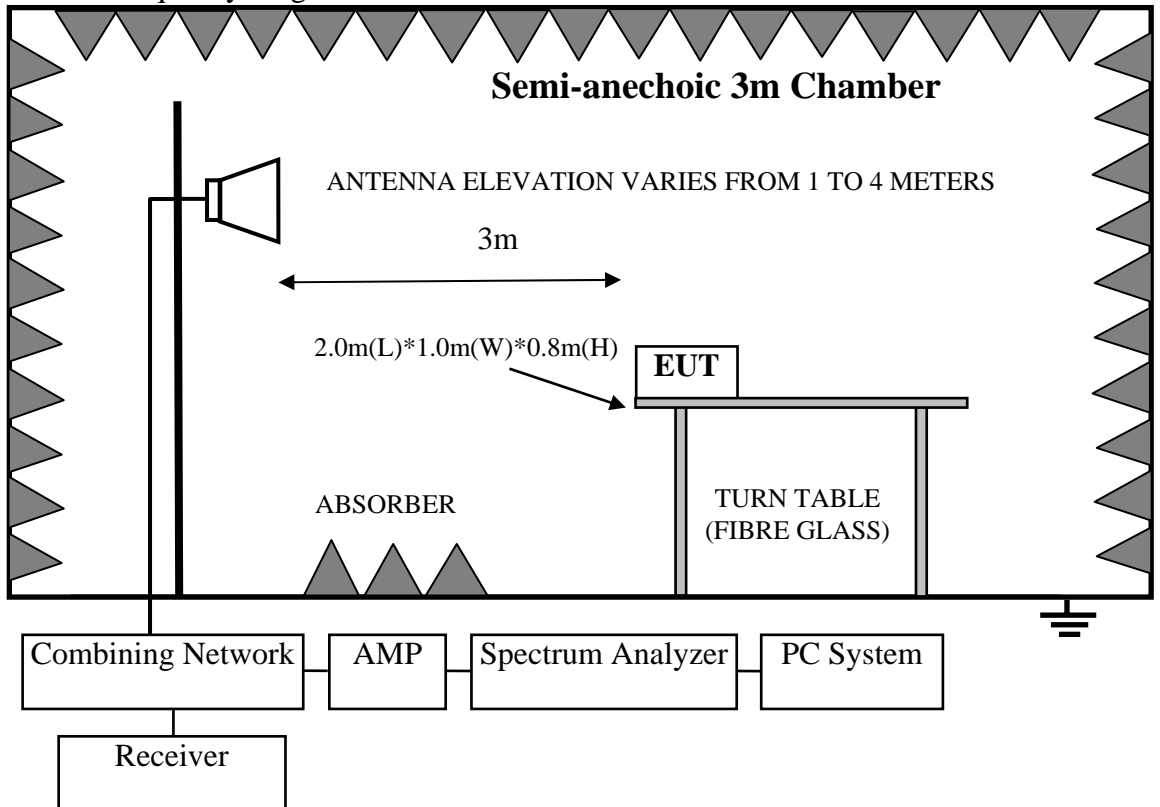 Semi-anechoic 3m Chamber
ANTENNA ELEVATION VARIES FROM 1 TO 4 METERS
3m
2.0m(L)*1.0m(W)*0.8m(H)
EUT
ABSORBER
TURN TABLE
(FIBRE GLASS)
Combining Network
AMP
Spectrum Analyzer
PC System
Receiver